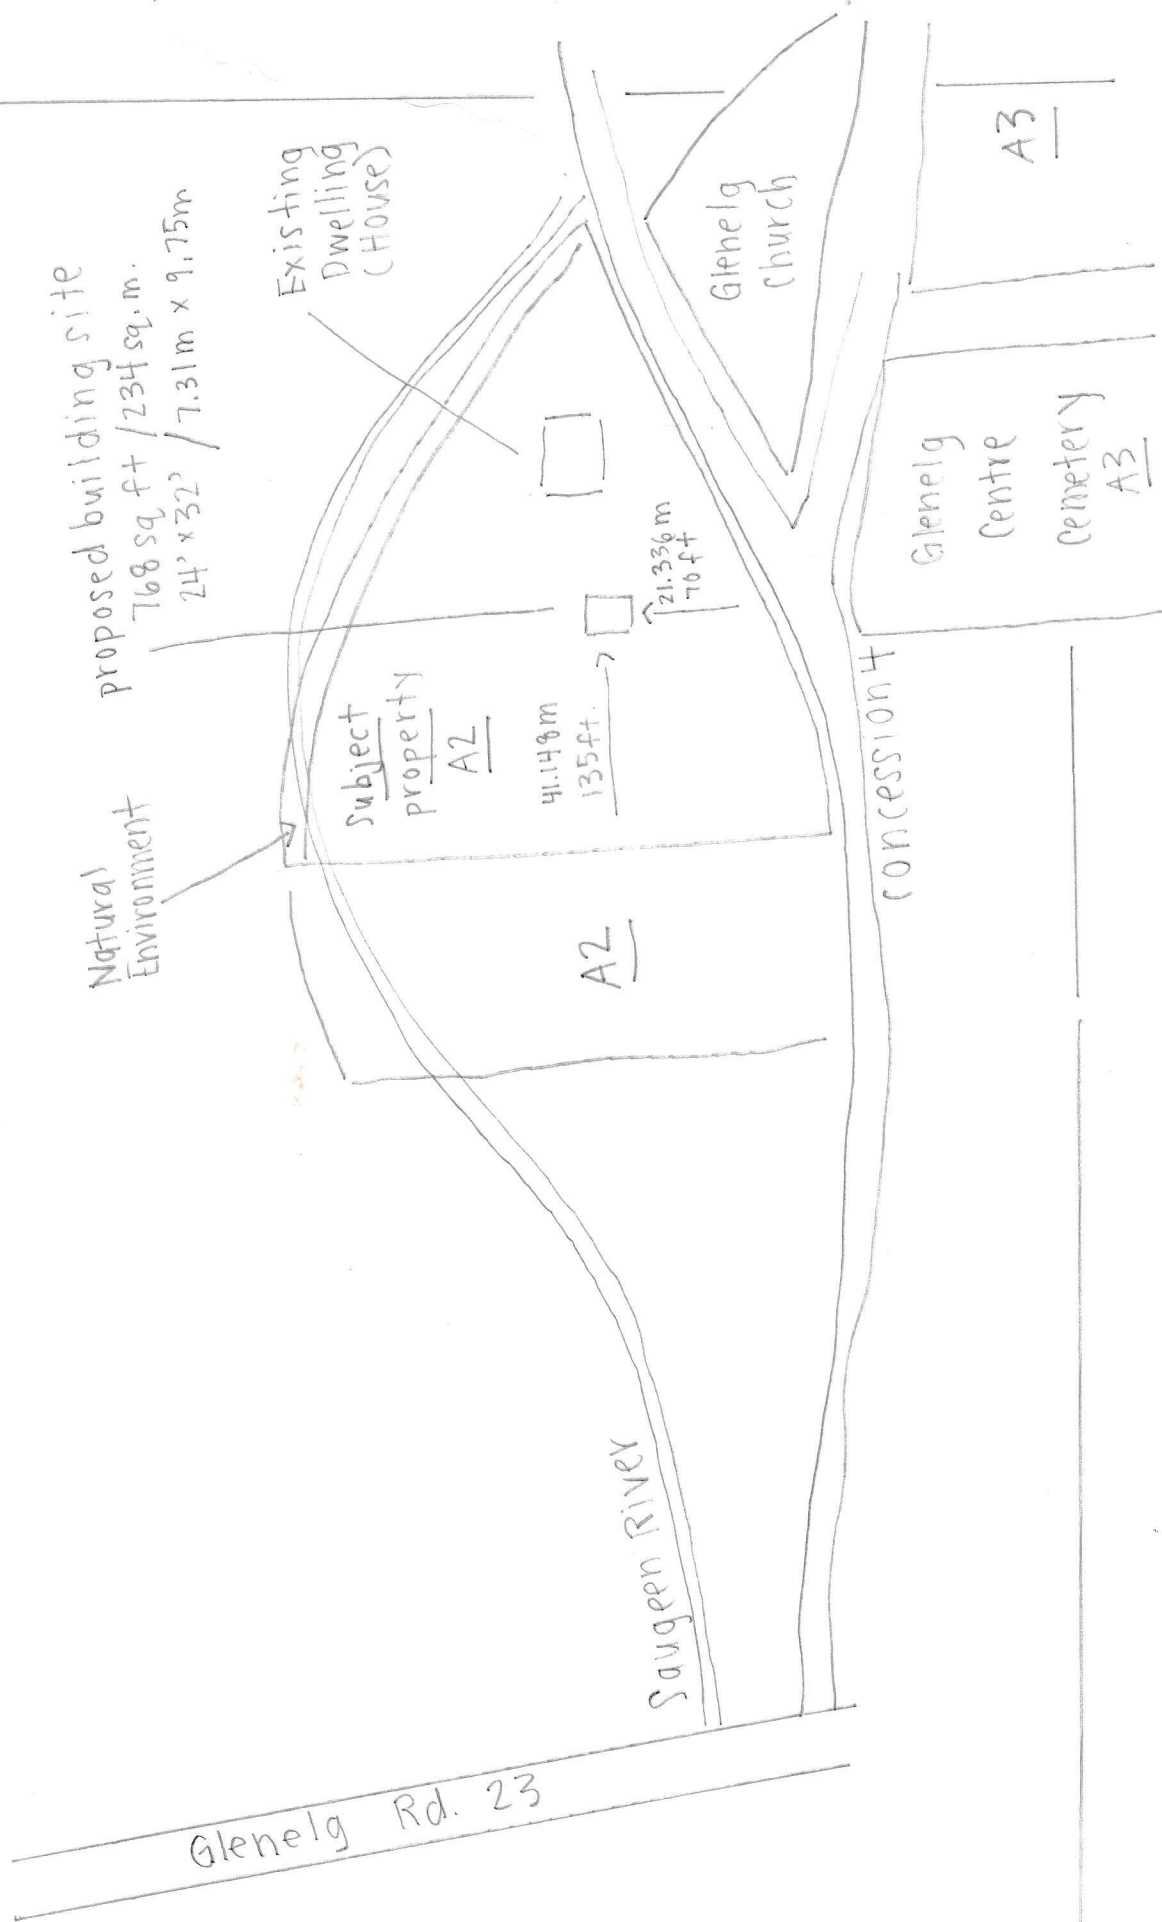 proposed building site
768 sq ft / 234 sq.m.
24' x 32' / 7.31m x 9.75m
Existing
Dwelling
(House)
Natural
Environment
Subject
property
A2
41.148m
135ft.
21.336m
70ft
A2
Glenelg
Church
A3
Glenelg
Centre
Cemetery
A3
Concession 4
Saugeen River
Glenelg Rd. 23